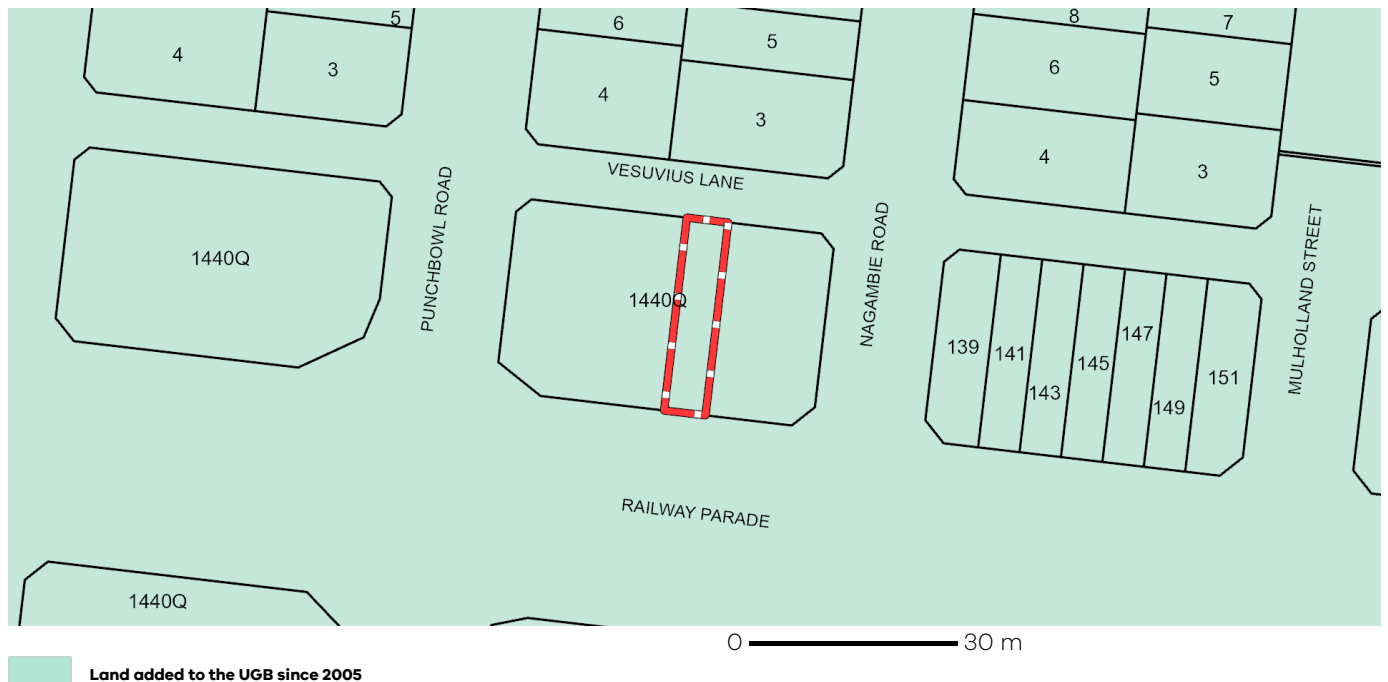 5
6
8
7
4
3
5
6
5
4
3
4
3
VESUVIUS LANE
PUNCHBOWL ROAD
NAGAMBIE ROAD
MULHOLLAND STREET
1440Q
1440Q
139
141
143
145
147
149
151
RAILWAY PARADE
1440Q
0 30 m
Land added to the UGB since 2005